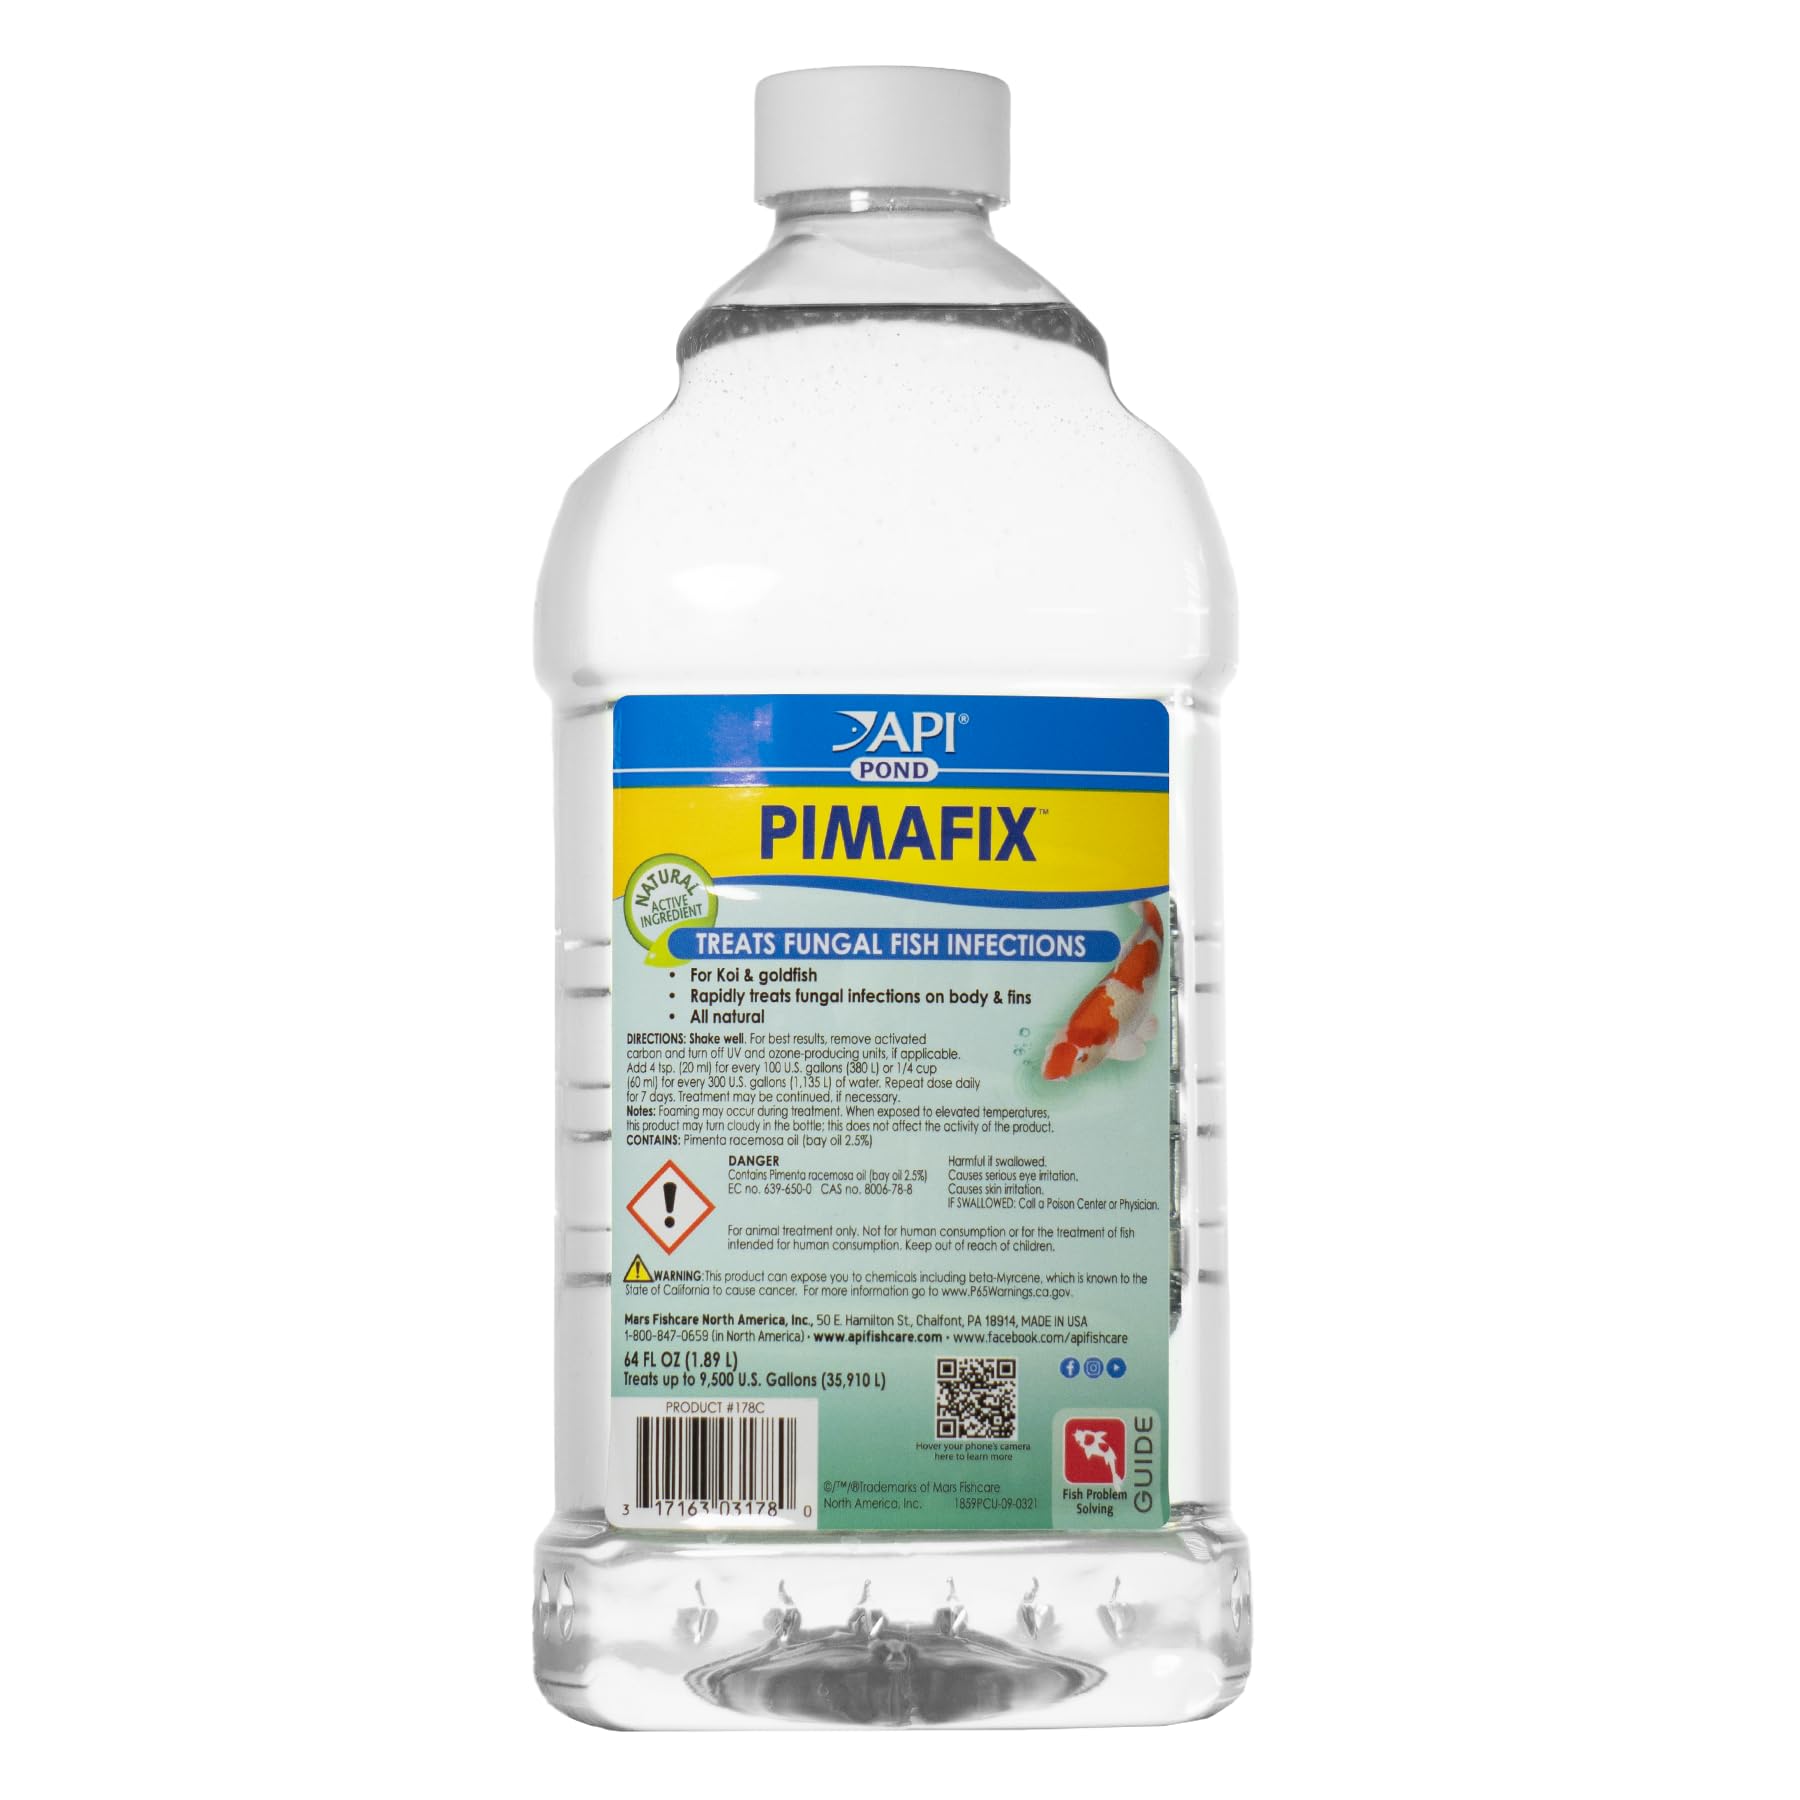 API®
POND
PIMAFIX™
NATURAL
ACTIVE
INGREDIENT
TREATS FUNGAL FISH INFECTIONS
• For Koi & goldfish
• Rapidly treats fungal infections on body & fins
• All natural
DIRECTIONS: Shake well. For best results, remove activated
carbon and turn off UV and ozone-producing units, if applicable.
Add 4 tsp. (20 ml) for every 100 U.S. gallons (380 L) or 1/4 cup
(60 ml) for every 300 U.S. gallons (1,135 L) of water. Repeat dose daily
for 7 days. Treatment may be continued, if necessary.
Notes: Foaming may occur during treatment. When exposed to elevated temperatures,
this product may turn cloudy in the bottle; this does not affect the activity of the product.
CONTAINS: Pimenta racemosa oil (bay oil 2.5%)
DANGER
Contains Pimenta racemosa oil (bay oil 2.5%)
EC no. 639-650-0 CAS no. 8006-78-8
Harmful if swallowed.
Causes serious eye irritation.
Causes skin irritation.
IF SWALLOWED: Call a Poison Center or Physician.
For animal treatment only. Not for human consumption or for the treatment of fish
intended for human consumption. Keep out of reach of children.
WARNING: This product can expose you to chemicals including beta-Myrcene, which is known to the
State of California to cause cancer. For more information go to www.P65Warnings.ca.gov.
Mars Fishcare North America, Inc., 50 E. Hamilton St., Chalfont, PA 18914, MADE IN USA
1-800-847-0659 (in North America) • www.apifishcare.com • www.facebook.com/apifishcare
64 FL OZ (1.89 L)
Treats up to 9,500 U.S. Gallons (35,910 L)
PRODUCT #178C
3 17163 03178 0
Hover your phone's camera
here to learn more
©/™/®Trademarks of Mars Fishcare
North America, Inc. 1859PCU-09-0321
Fish Problem
Solving
GUIDE